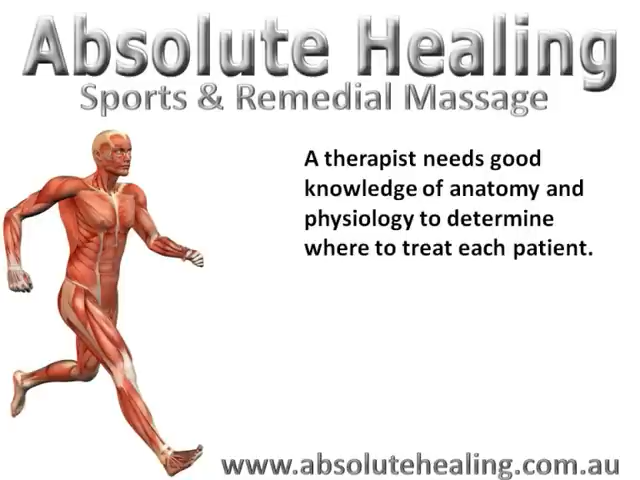 Absolute Healing
Sports & Remedial Massage
A therapist needs good
knowledge of anatomy and
physiology to determine
where to treat each patient.
www.absolutehealing.com.au